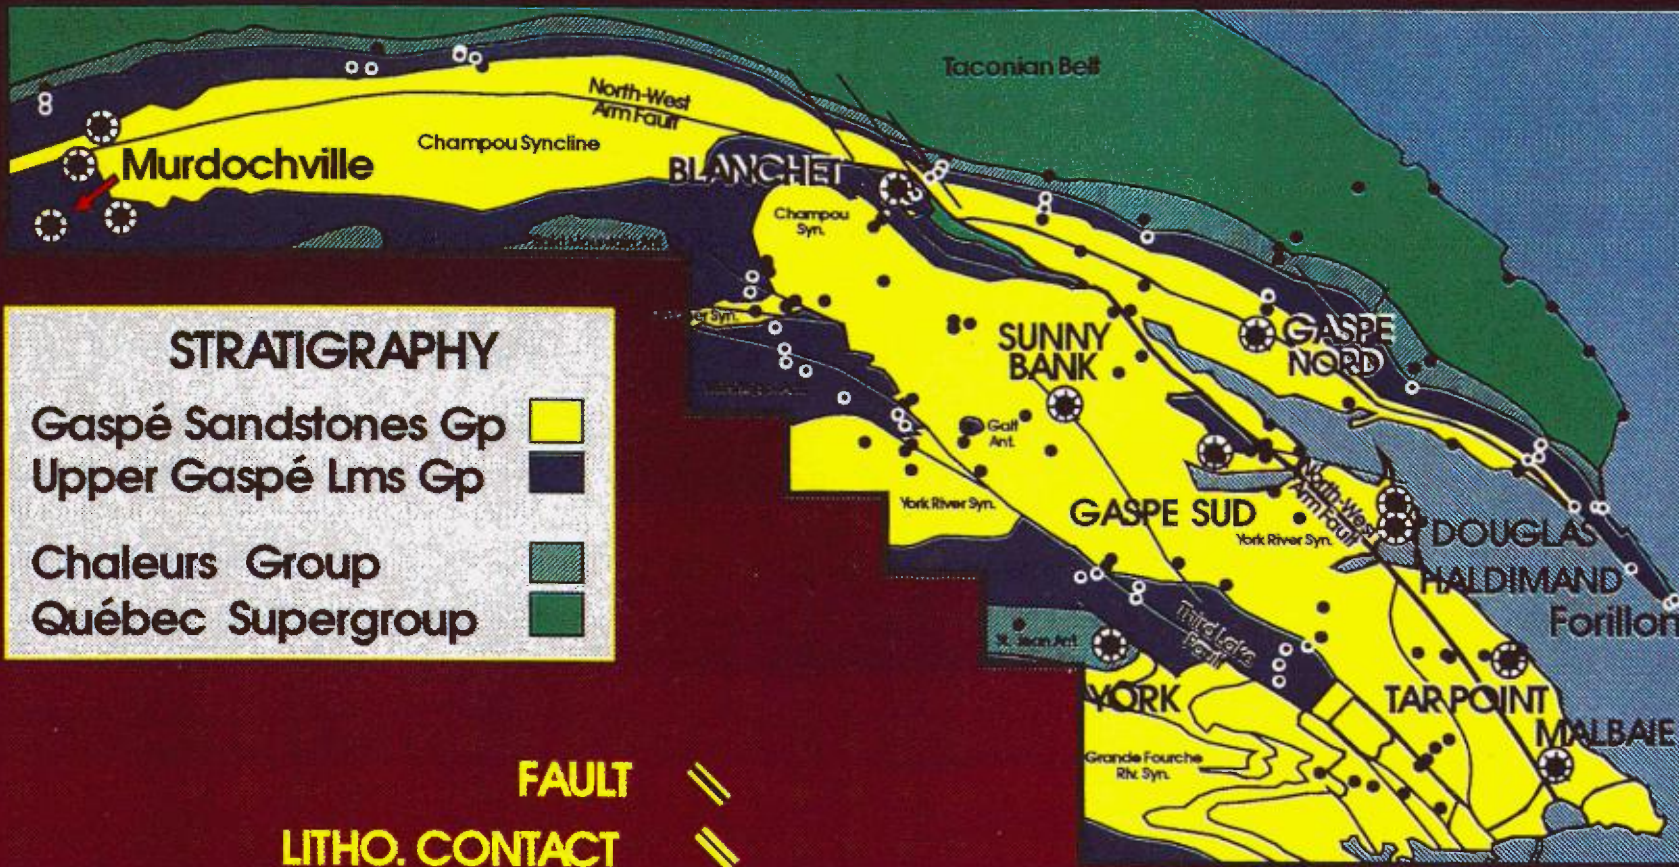 Taconian Belt
North-West
Arm Fault
Champou Syncline
Murdochville
BLANCHET
Champou
Syn.
SUNNY
BANK
GASPE
NORD
STRATIGRAPHY
Gaspé Sandstones Gp
Upper Gaspé Lms Gp
Chaleurs Group
Québec Supergroup
Galt
Ant.
York River Syn.
GASPE SUD
York River Syn.
North-West
Arm Fault
DOUGLAS
HALDIMAND
Forillon
Third Lake
Fault
St. Jean Ant.
YORK
TAR POINT
MALBAIE
Grande Fourche
Riv. Syn.
FAULT
LITHO. CONTACT